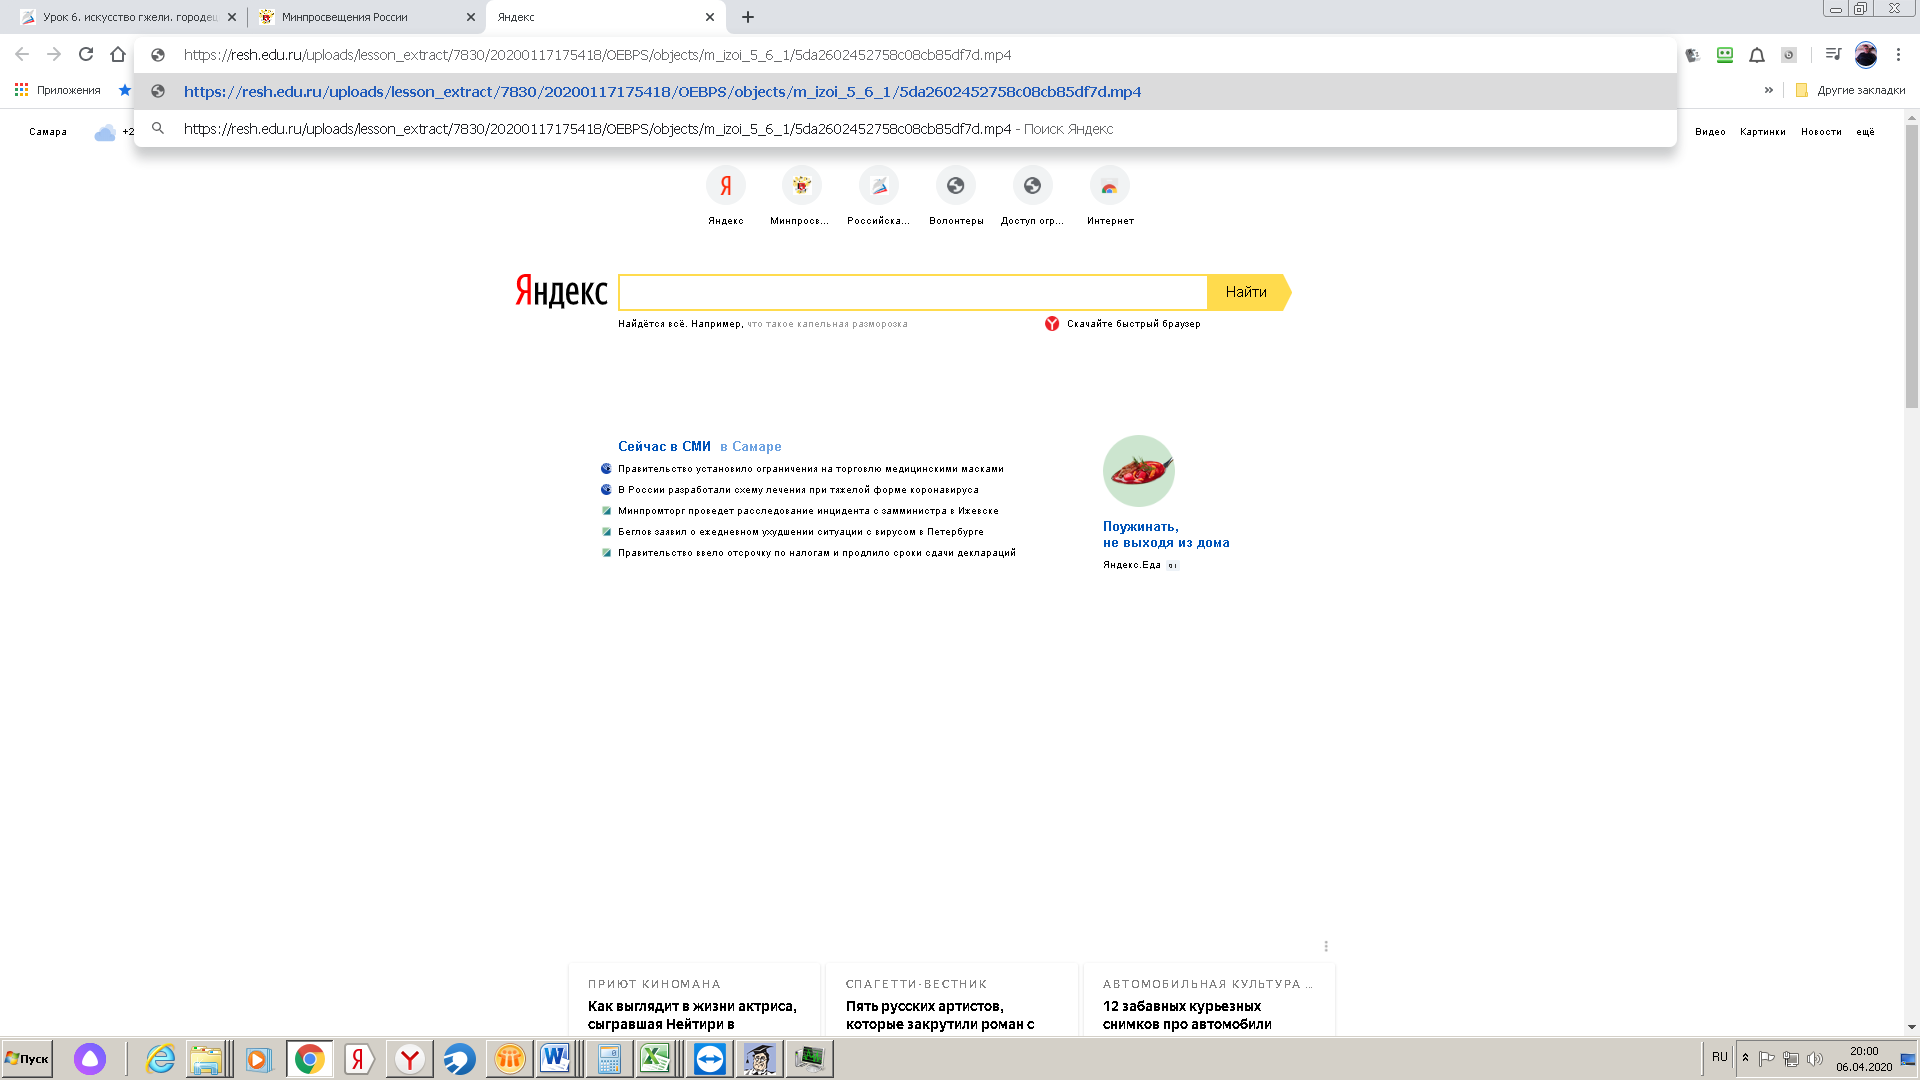 Урок 6. искусство гжели. городец
Минпросвещения России
Яндекс
https://resh.edu.ru/uploads/lesson_extract/7830/20200117175418/OEBPS/objects/m_izoi_5_6_1/5da2602452758c08cb85df7d.mp4
https://resh.edu.ru/uploads/lesson_extract/7830/20200117175418/OEBPS/objects/m_izoi_5_6_1/5da2602452758c08cb85df7d.mp4
https://resh.edu.ru/uploads/lesson_extract/7830/20200117175418/OEBPS/objects/m_izoi_5_6_1/5da2602452758c08cb85df7d.mp4 - Поиск Яндекс
Приложения
Другие закладки
Самара
+2
Видео Картинки Новости ещё
Яндекс Минпросв... Российска... Волонтеры Доступ огр... Интернет
Яндекс
Найти
Найдётся всё. Например, что такое капельная разморозка
Скачайте быстрый браузер
Сейчас в СМИ в Самаре
Правительство установило ограничения на торговлю медицинскими масками
В России разработали схему лечения при тяжелой форме коронавируса
Минпромторг проведет расследование инцидента с замминистра в Ижевске
Беглов заявил о ежедневном ухудшении ситуации с вирусом в Петербурге
Правительство ввело отсрочку по налогам и продлило сроки сдачи деклараций
Поужинать,
не выходя из дома
Яндекс.Еда
ПРИЮТ КИНОМАНА
Как выглядит в жизни актриса,
сыгравшая Нейтири в
СПАГЕТТИ-ВЕСТНИК
Пять русских артистов,
которые закрутили роман с
АВТОМОБИЛЬНАЯ КУЛЬТУРА ...
12 забавных курьезных
снимков про автомобили
Пуск
RU
20:00
06.04.2020